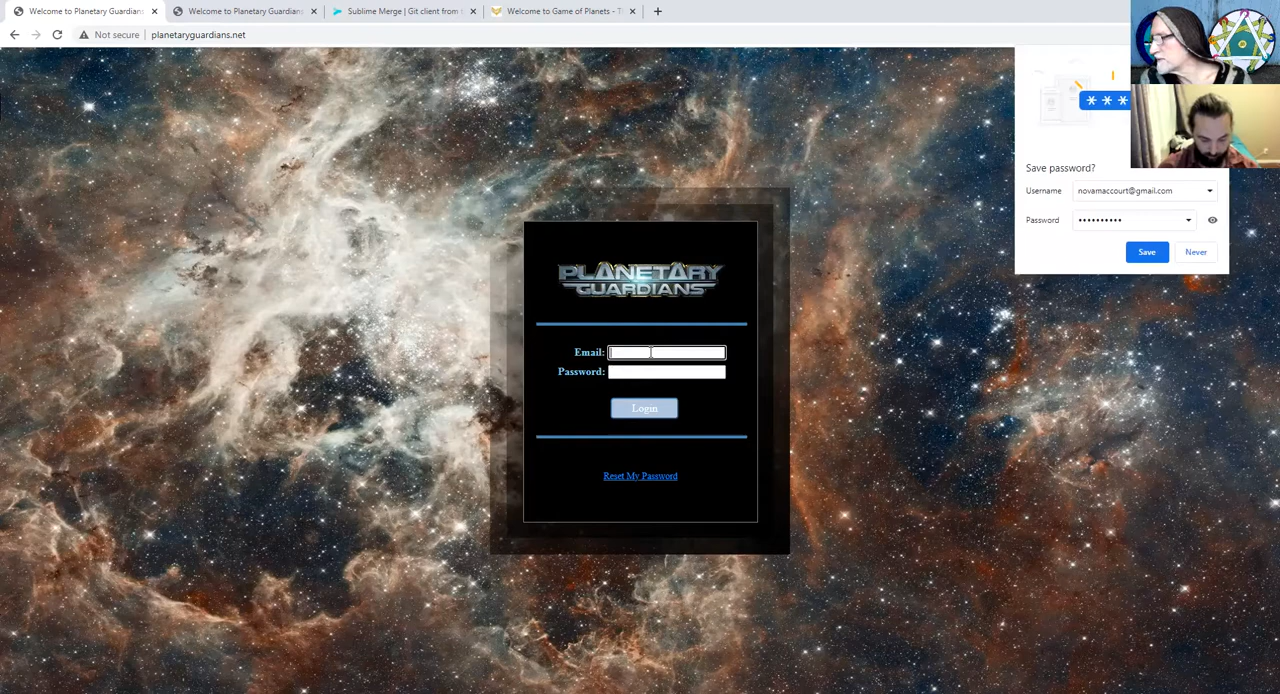 Welcome to Planetary Guardians
Welcome to Planetary Guardians
Sublime Merge | Git client from t
Welcome to Game of Planets - T
Not secure
planetaryguardians.net
Save password?
Username
novamaccourt@gmail.com
Password
••••••••••
Save
Never
PLANETARY
GUARDIANS
Email:
Password:
Login
Reset My Password